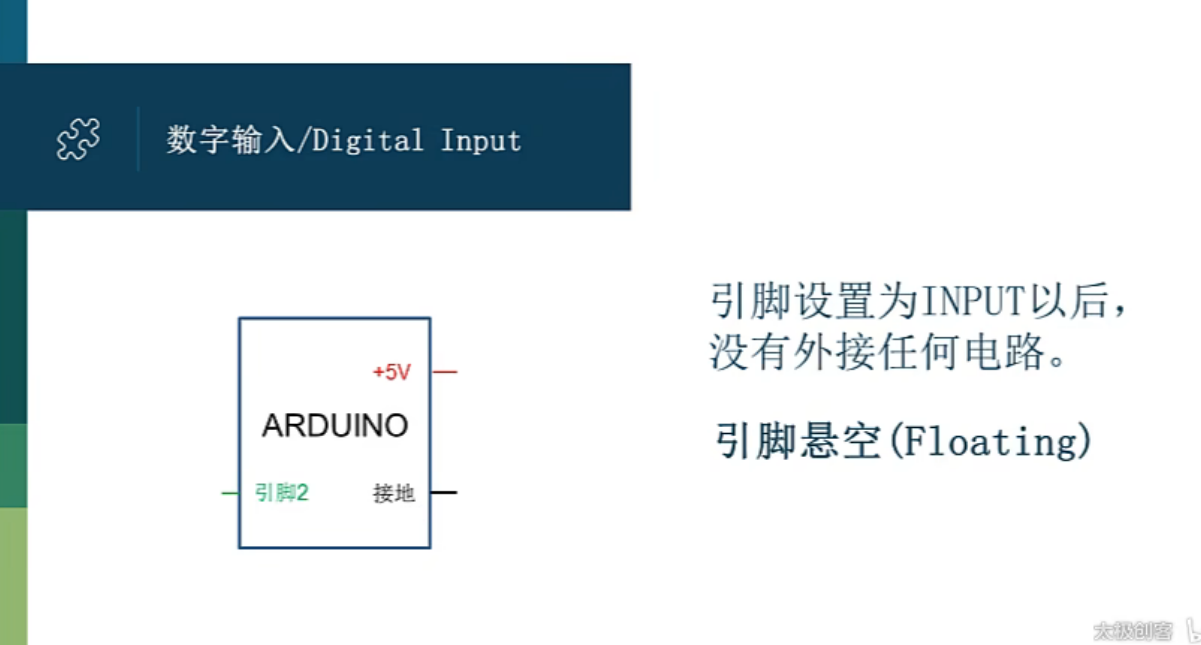 数字输入/Digital Input
引脚设置为INPUT以后，
没有外接任何电路。
引脚悬空(Floating)
+5V
ARDUINO
引脚2 接地
太极创客